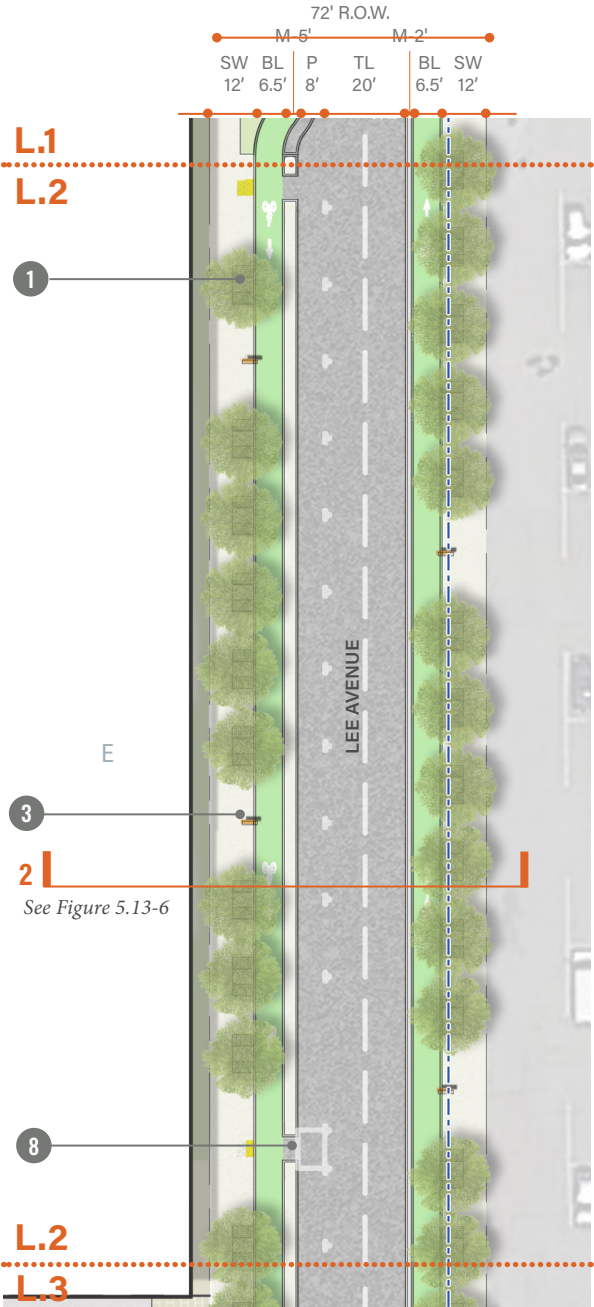 72' R.O.W.
M-5' M-2'
SW BL P TL BL SW
12' 6.5' 8' 20' 6.5' 12'
L.1
L.2
1
LEE AVENUE
E
3
2
See Figure 5.13-6
8
L.2
L.3